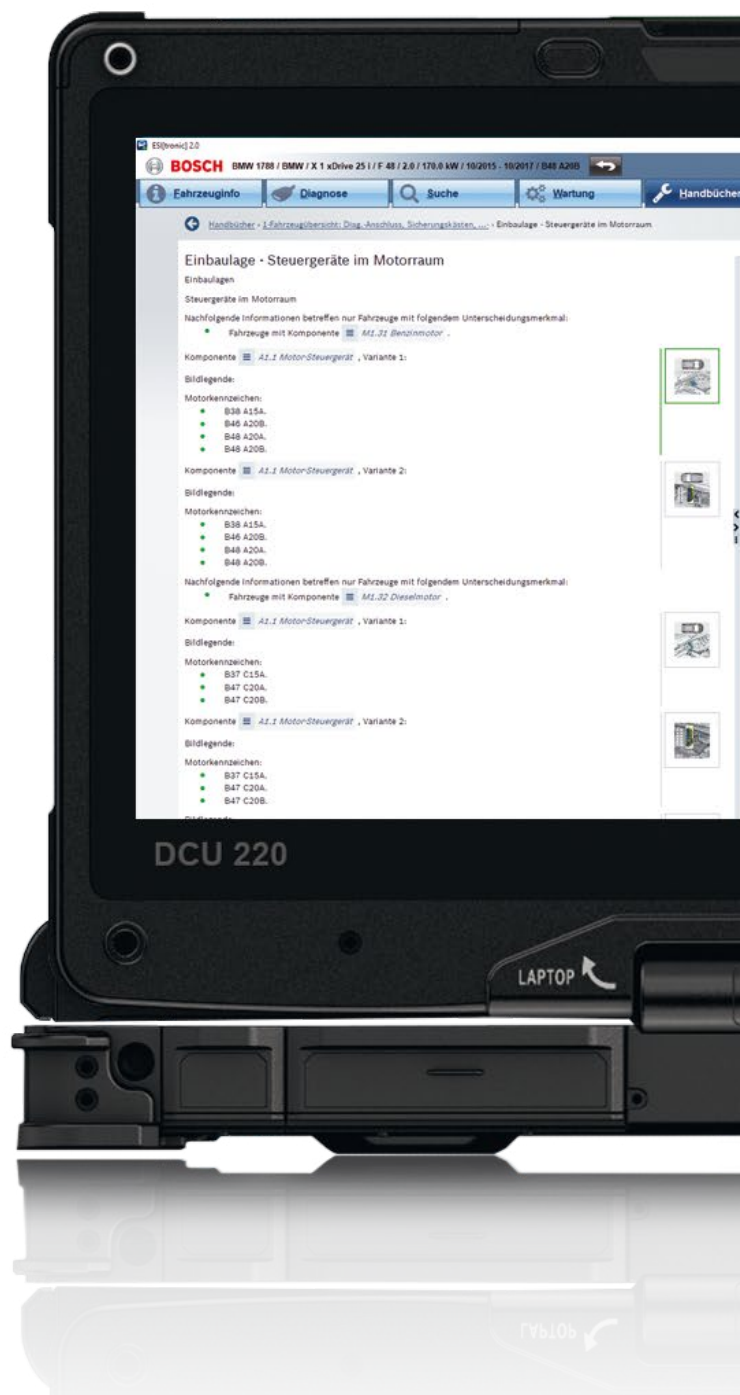 ESI[tronic] 2.0
BOSCH BMW 1788 / BMW / X 1 xDrive 25 i / F 48 / 2.0 / 170.0 kW / 10/2015 - 10/2017 / B48 A20B
Fahrzeuginfo Diagnose Suche Wartung Handbücher
Handbücher › 1-Fahrzeugübersicht: Diag.-Anschluss, Sicherungskästen, ... › Einbaulage - Steuergeräte im Motorraum
Einbaulage - Steuergeräte im Motorraum
Einbaulagen
Steuergeräte im Motorraum
Nachfolgende Informationen betreffen nur Fahrzeuge mit folgendem Unterscheidungsmerkmal:
Fahrzeuge mit Komponente M1.31 Benzinmotor .
Komponente A1.1 Motor-Steuergerät , Variante 1:
Bildlegende:
Motorkennzeichen:
B38 A15A.
B46 A20B.
B48 A20A.
B48 A20B.
Komponente A1.1 Motor-Steuergerät , Variante 2:
Bildlegende:
Motorkennzeichen:
B38 A15A.
B46 A20B.
B48 A20A.
B48 A20B.
Nachfolgende Informationen betreffen nur Fahrzeuge mit folgendem Unterscheidungsmerkmal:
Fahrzeuge mit Komponente M1.32 Dieselmotor .
Komponente A1.1 Motor-Steuergerät , Variante 1:
Bildlegende:
Motorkennzeichen:
B37 C15A.
B47 C20A.
B47 C20B.
Komponente A1.1 Motor-Steuergerät , Variante 2:
Bildlegende:
Motorkennzeichen:
B37 C15A.
B47 C20A.
B47 C20B.
DCU 220
LAPTOP